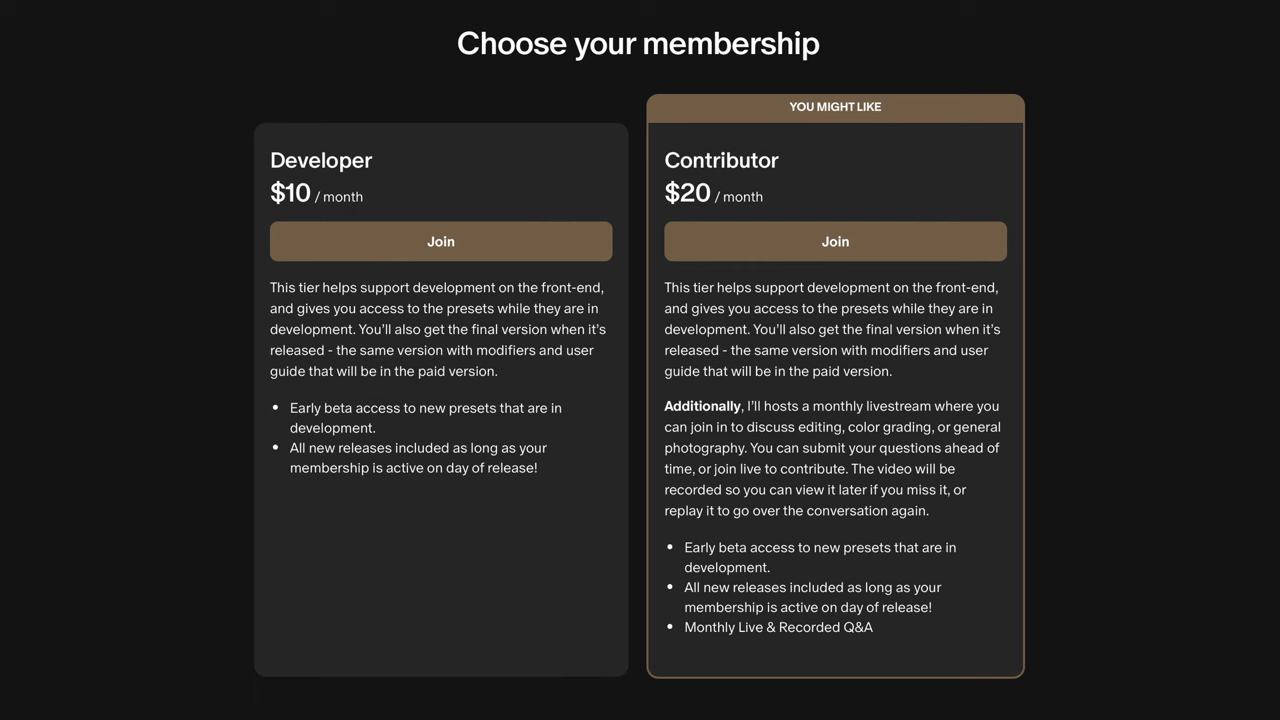 Choose your membership
Developer
$10 / month
Join
This tier helps support development on the front-end,
and gives you access to the presets while they are in
development. You’ll also get the final version when it’s
released - the same version with modifiers and user
guide that will be in the paid version.
• Early beta access to new presets that are in
development.
• All new releases included as long as your
membership is active on day of release!
YOU MIGHT LIKE
Contributor
$20 / month
Join
This tier helps support development on the front-end,
and gives you access to the presets while they are in
development. You’ll also get the final version when it’s
released - the same version with modifiers and user
guide that will be in the paid version.
Additionally, I’ll hosts a monthly livestream where you
can join in to discuss editing, color grading, or general
photography. You can submit your questions ahead of
time, or join live to contribute. The video will be
recorded so you can view it later if you miss it, or
replay it to go over the conversation again.
• Early beta access to new presets that are in
development.
• All new releases included as long as your
membership is active on day of release!
• Monthly Live & Recorded Q&A